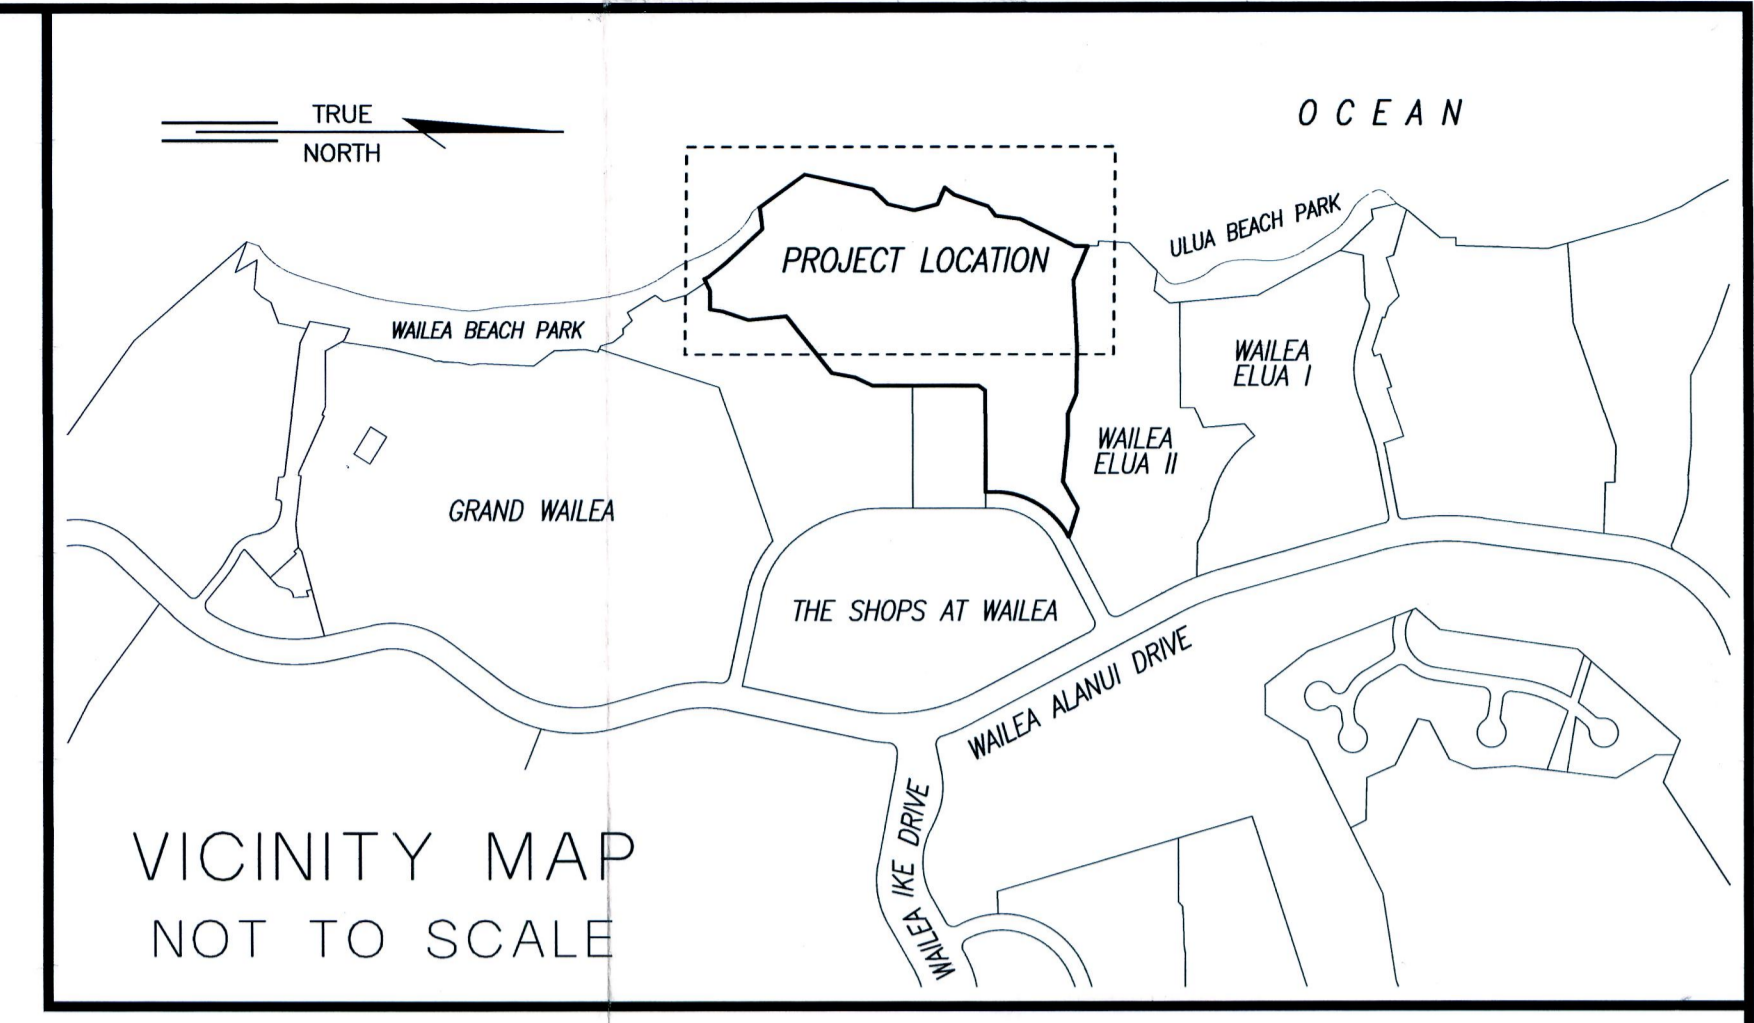 TRUE
NORTH
OCEAN
ULUA BEACH PARK
PROJECT LOCATION
WAILEA BEACH PARK
WAILEA
ELUA I
WAILEA
ELUA II
GRAND WAILEA
THE SHOPS AT WAILEA
WAILEA ALANUI DRIVE
WAILEA IKE DRIVE
VICINITY MAP
NOT TO SCALE